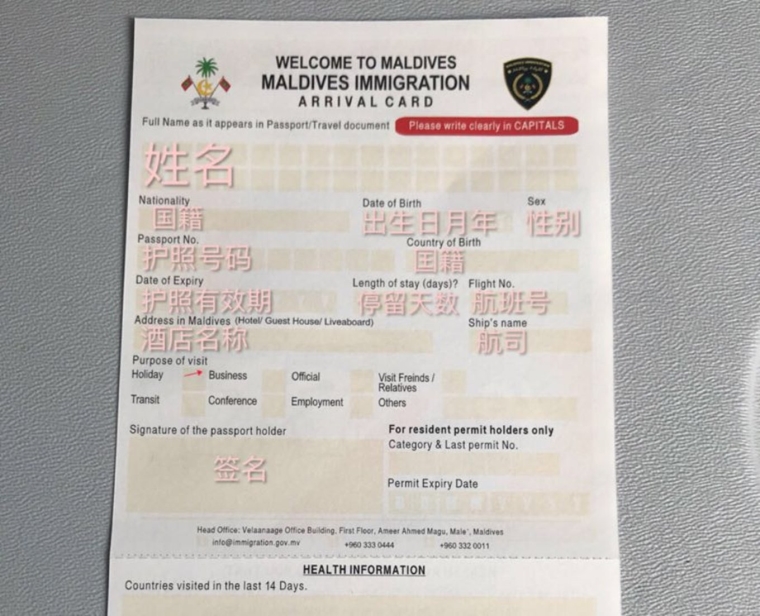 WELCOME TO MALDIVES
MALDIVES IMMIGRATION
ARRIVAL CARD
Full Name as it appears in Passport/Travel document Please write clearly in CAPITALS
姓名
Nationality Date of Birth Sex
国籍 出生日月年 性别
Passport No. Country of Birth
护照号码 国籍
Date of Expiry Length of stay (days)? Flight No.
护照有效期 停留天数 航班号
Address in Maldives (Hotel/ Guest House/ Liveaboard) Ship's name
酒店名称 航司
Purpose of visit
Holiday Business Official Visit Freinds / Relatives
Transit Conference Employment Others
Signature of the passport holder For resident permit holders only
Category & Last permit No.
签名
Permit Expiry Date
Head Office: Velaanaage Office Building, First Floor, Ameer Ahmed Magu, Male', Maldives
info@immigration.gov.mv +960 333 0444 +960 332 0011
HEALTH INFORMATION
Countries visited in the last 14 Days.